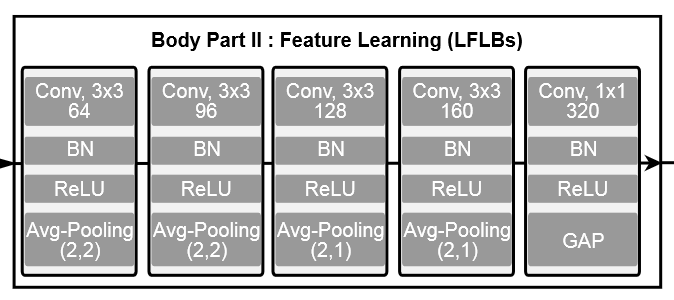 Body Part II : Feature Learning (LFLBs)
Conv, 3x3
64
BN
ReLU
Avg-Pooling
(2,2)
Conv, 3x3
96
BN
ReLU
Avg-Pooling
(2,2)
Conv, 3x3
128
BN
ReLU
Avg-Pooling
(2,1)
Conv, 3x3
160
BN
ReLU
Avg-Pooling
(2,1)
Conv, 1x1
320
BN
ReLU
GAP